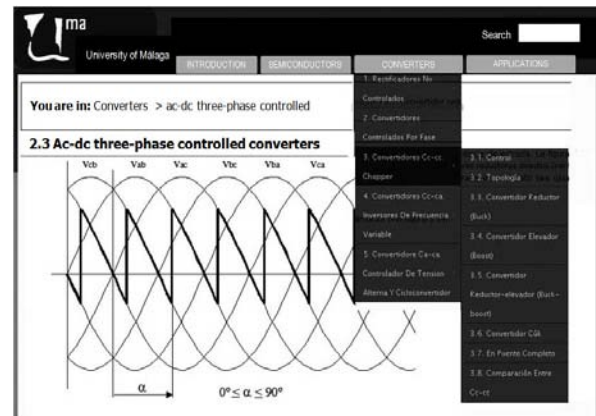 uma
University of Málaga
Search
INTRODUCTION
SEMICONDUCTORS
CONVERTERS
APPLICATIONS
You are in: Converters > ac-dc three-phase controlled
2.3 Ac-dc three-phase controlled converters
Vcb Vab Vac Vbc Vba Vca
α
0° ≤ α ≤ 90°
1. Rectificadores No
Controlados
2. Convertidores
Controlados Por Fase
3. Convertidores Cc-cc.
Chopper
4. Convertidores Cc-ca.
Inversores De Frecuencia
Variable
5. Convertidore Ca-ca.
Controlador De Tension
Alterna Y Cicloconvertidor
3.1. Control
3.2. Topología
3.3. Convertidor Reductor
(Buck)
3.4. Convertidor Elevador
(Boost)
3.5. Convertidor
Reductor-elevador (Buck-
boost)
3.6. Convertidor Cûk
3.7. En Puente Completo
3.8. Comparación Entre
Cc-cc